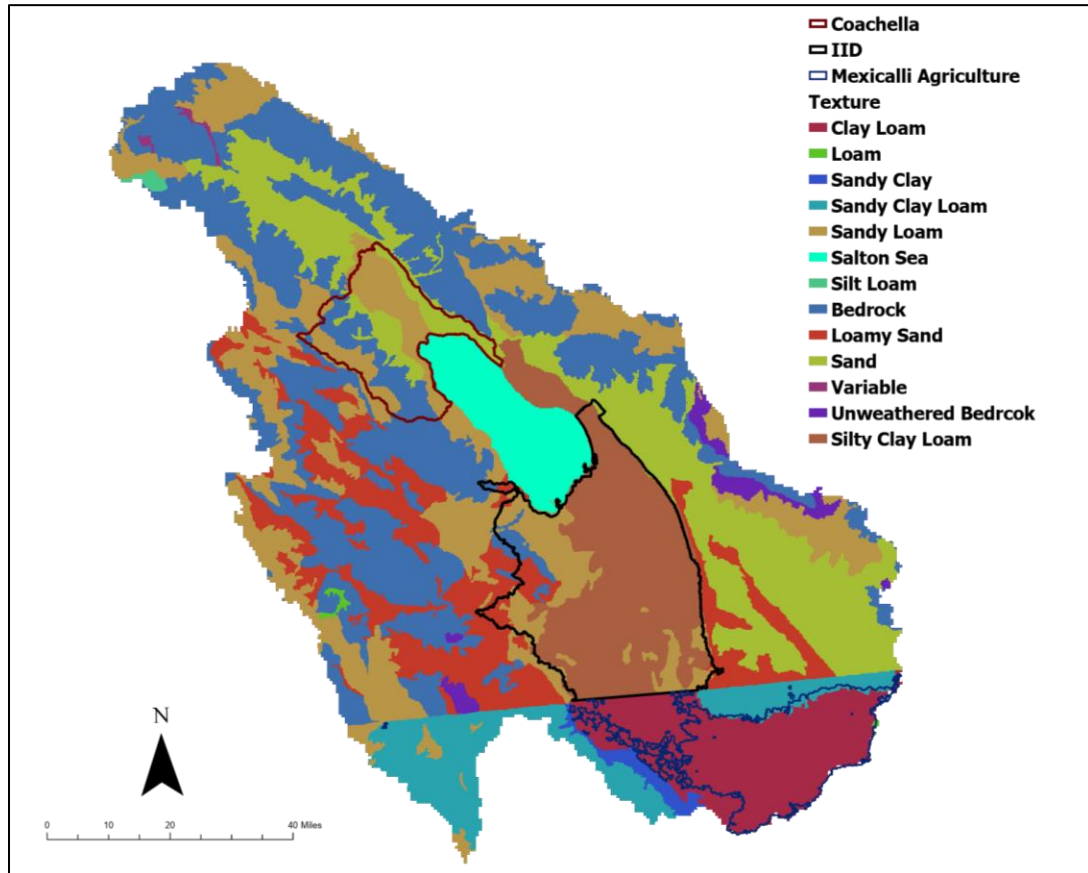 Coachella
IID
Mexicalli Agriculture
Texture
Clay Loam
Loam
Sandy Clay
Sandy Clay Loam
Sandy Loam
Salton Sea
Silt Loam
Bedrock
Loamy Sand
Sand
Variable
Unweathered Bedrcok
Silty Clay Loam
N
0 10 20 40 Miles